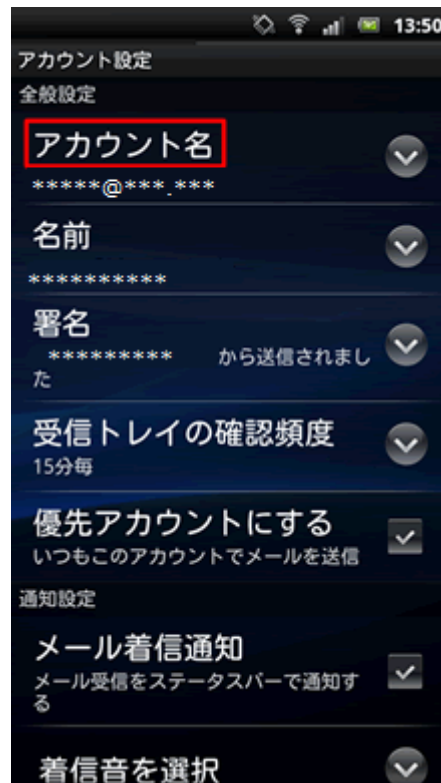 13:50
アカウント設定
全般設定
アカウント名
*****@***.***
名前
**********
署名
********* から送信されまし
た
受信トレイの確認頻度
15分毎
優先アカウントにする
いつもこのアカウントでメールを送信
通知設定
メール着信通知
メール受信をステータスバーで通知す
る
着信音を選択